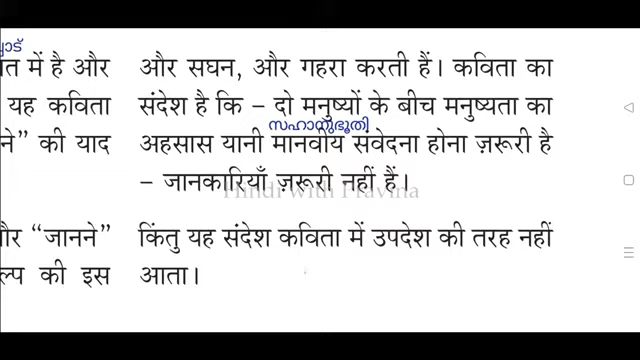 ്പാട്
त में है और
यह कविता
ने” की याद
और “जानने”
ल्प की इस
और सघन, और गहरा करती हैं। कविता का
संदेश है कि – दो मनुष्यों के बीच मनुष्यता का
സഹാനുഭൂതി
अहसास यानी मानवीय संवेदना होना ज़रूरी है
– जानकारियाँ ज़रूरी नहीं हैं।
Hindi with Pravina
किंतु यह संदेश कविता में उपदेश की तरह नहीं
आता।